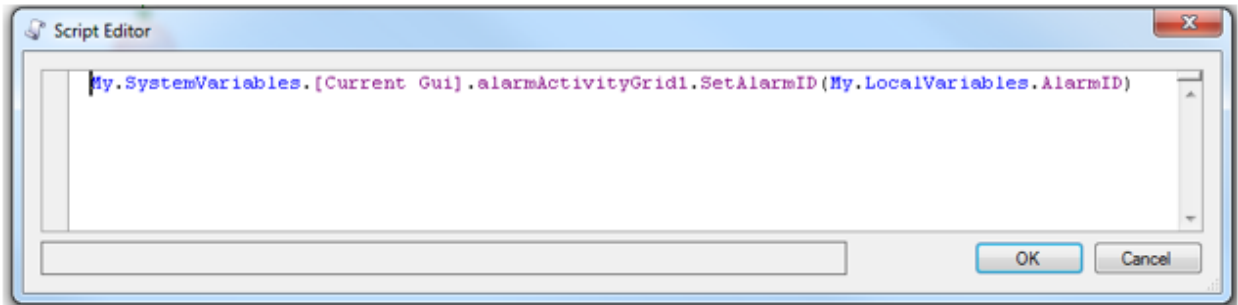 Script Editor
My.SystemVariables.[Current Gui].alarmActivityGrid1.SetAlarmID(My.LocalVariables.AlarmID)
OK
Cancel